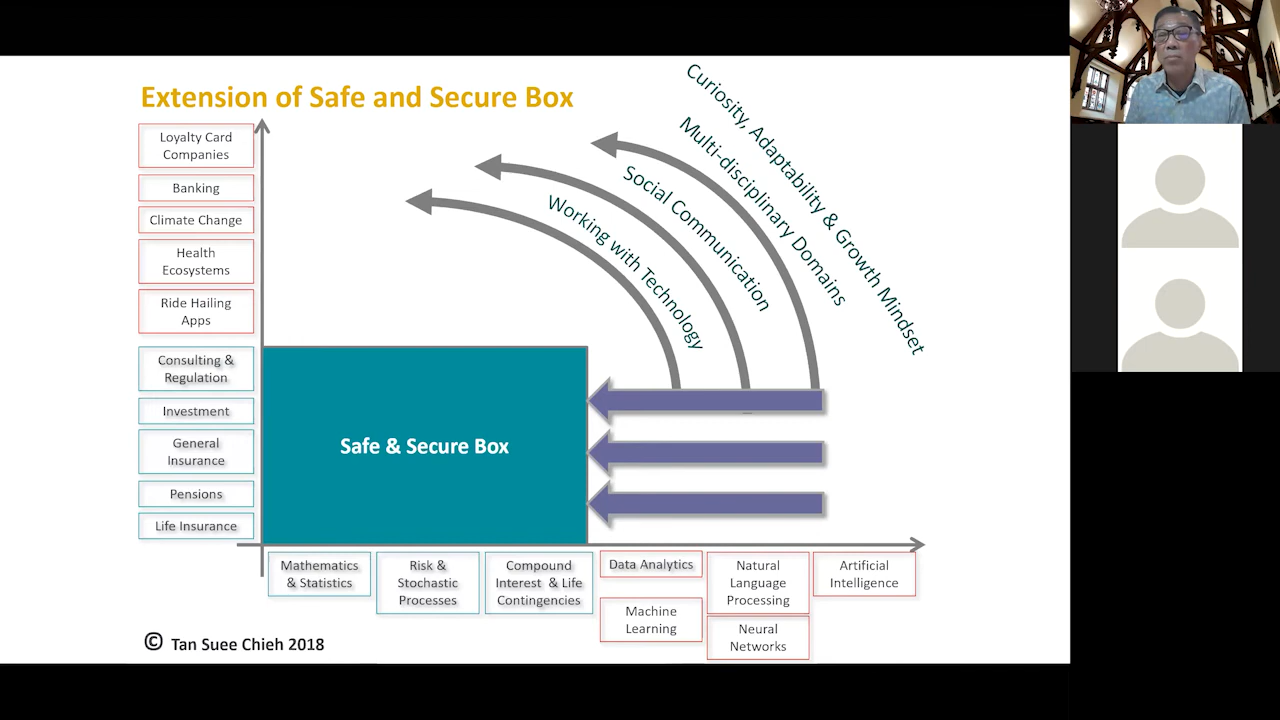 Extension of Safe and Secure Box
Loyalty Card
Companies
Banking
Climate Change
Health
Ecosystems
Ride Hailing
Apps
Consulting &
Regulation
Investment
General
Insurance
Pensions
Life Insurance
Curiosity, Adaptability & Growth Mindset
Multi-disciplinary Domains
Social Communication
Working with Technology
Safe & Secure Box
Mathematics
& Statistics
Risk &
Stochastic
Processes
Compound
Interest & Life
Contingencies
Data Analytics
Machine
Learning
Natural
Language
Processing
Neural
Networks
Artificial
Intelligence
© Tan Suee Chieh 2018